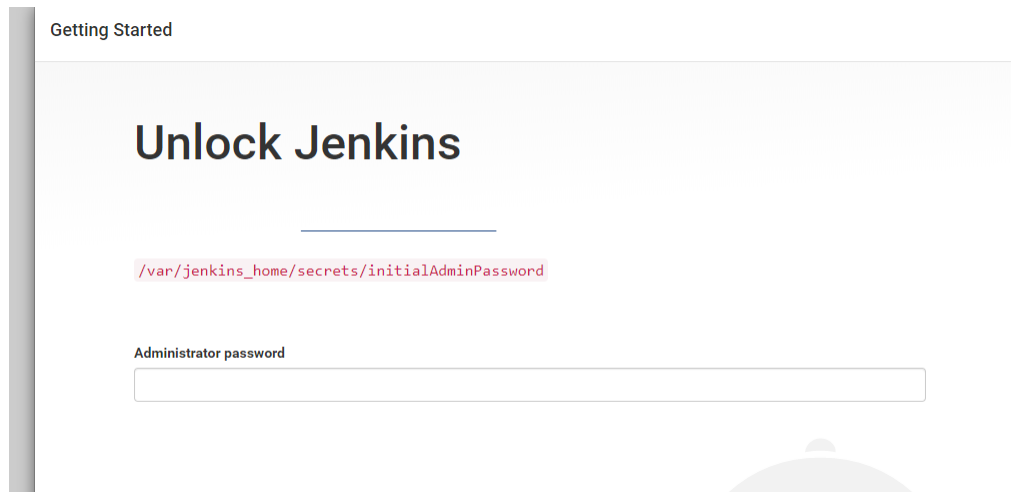 Getting Started
Unlock Jenkins
/var/jenkins_home/secrets/initialAdminPassword
Administrator password